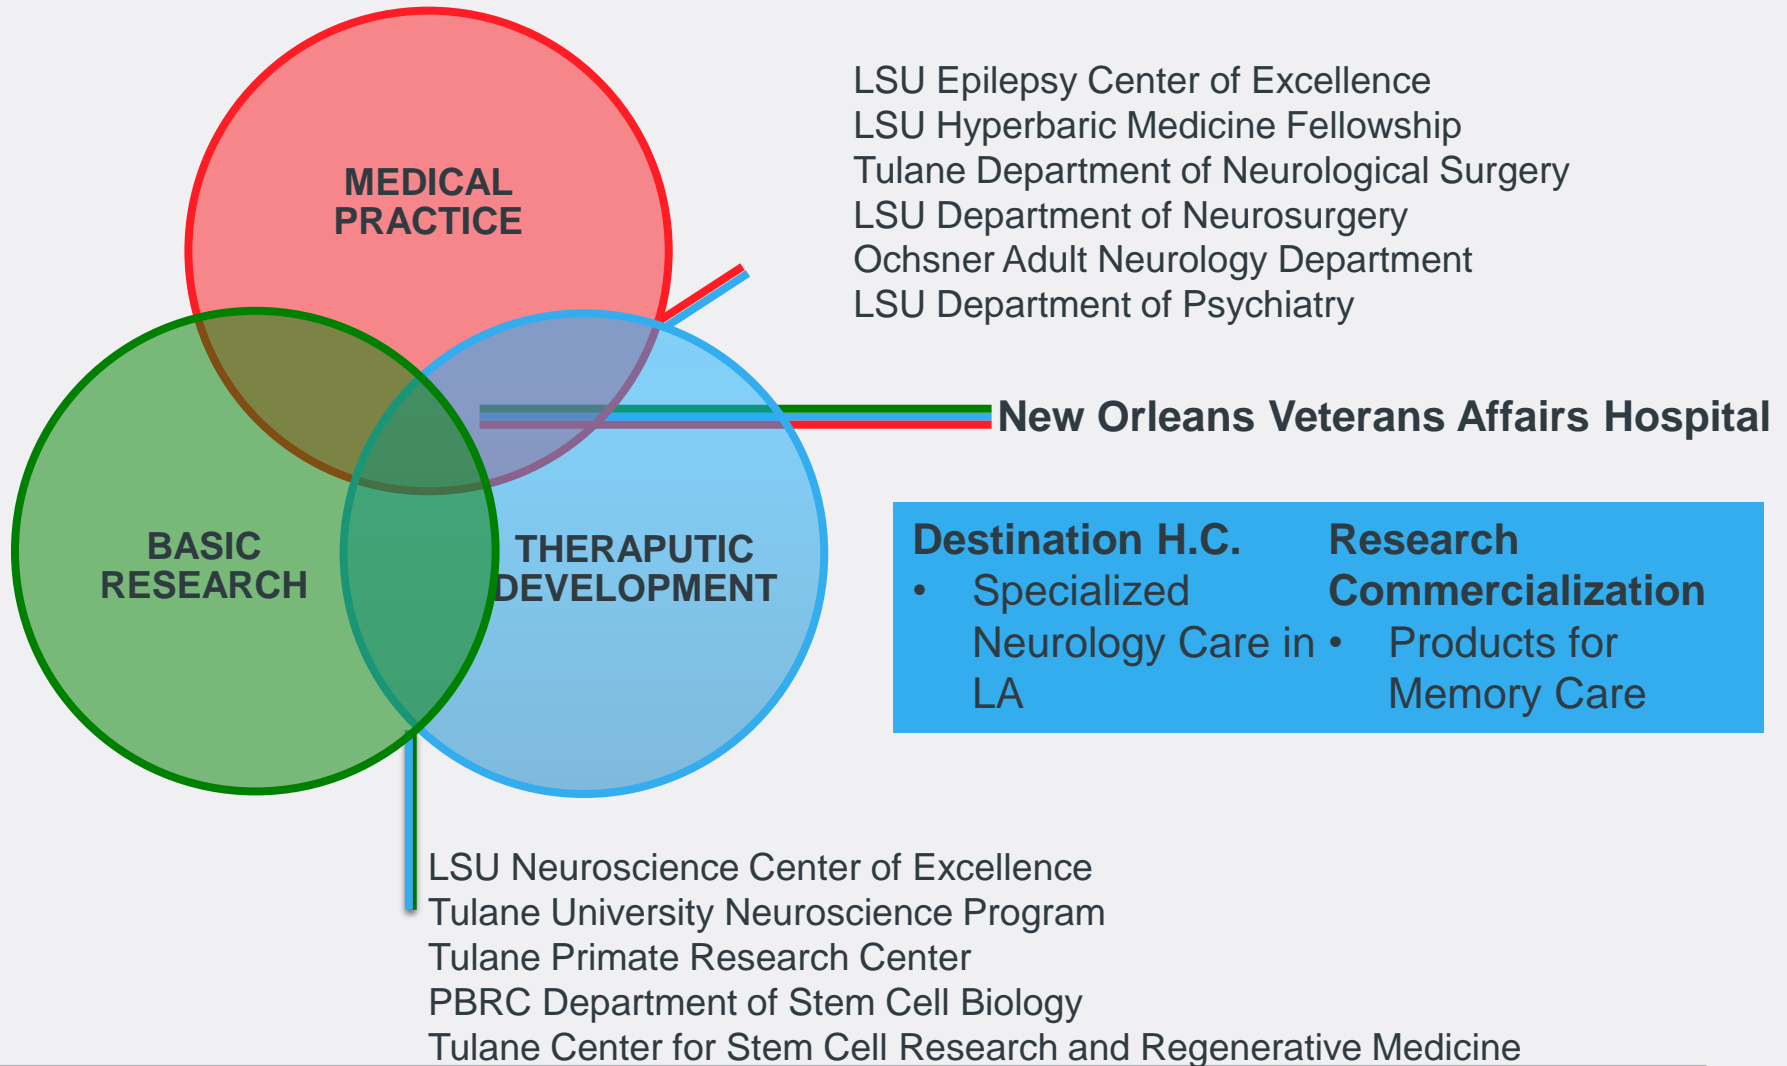 MEDICAL
PRACTICE
LSU Epilepsy Center of Excellence
LSU Hyperbaric Medicine Fellowship
Tulane Department of Neurological Surgery
LSU Department of Neurosurgery
Ochsner Adult Neurology Department
LSU Department of Psychiatry
New Orleans Veterans Affairs Hospital
BASIC
RESEARCH
THERAPUTIC
DEVELOPMENT
Destination H.C.
• Specialized
Neurology Care in
LA
Research
Commercialization
• Products for
Memory Care
LSU Neuroscience Center of Excellence
Tulane University Neuroscience Program
Tulane Primate Research Center
PBRC Department of Stem Cell Biology
Tulane Center for Stem Cell Research and Regenerative Medicine